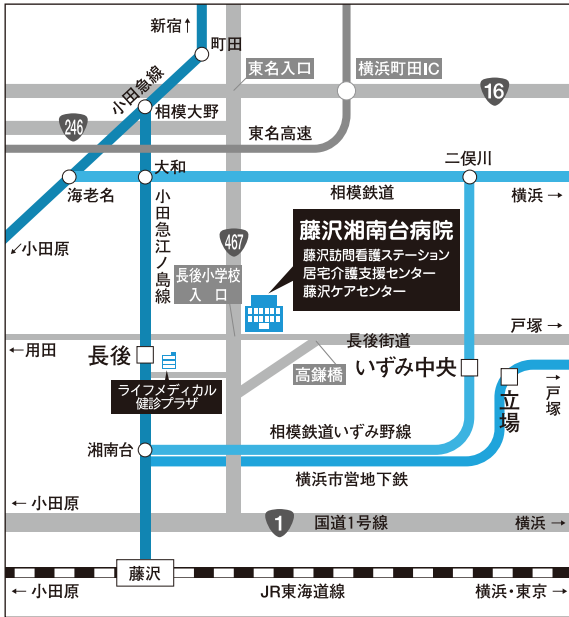 新宿↑
町田
小田急線
東名入口
横浜町田IC
16
相模大野
246
東名高速
大和
二俣川
海老名
相模鉄道
横浜→
↙小田原
小田急江ノ島線
467
藤沢湘南台病院
藤沢訪問看護ステーション
居宅介護支援センター
藤沢ケアセンター
長後小学校
入口
戸塚→
長後街道
←用田
長後
いずみ中央
高鎌橋
ライフメディカル
健診プラザ
立場
→戸塚
相模鉄道いずみ野線
湘南台
横浜市営地下鉄
←小田原
1
国道1号線
横浜→
藤沢
←小田原
JR東海道線
横浜・東京→